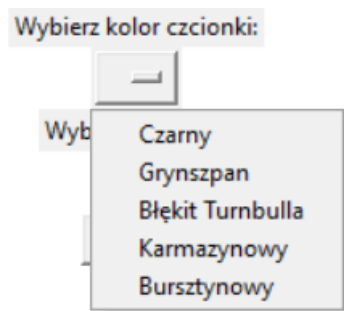 Wybierz kolor czcionki:
Wyb
Czarny
Grynszpan
Błękit Turnbulla
Karmazynowy
Bursztynowy